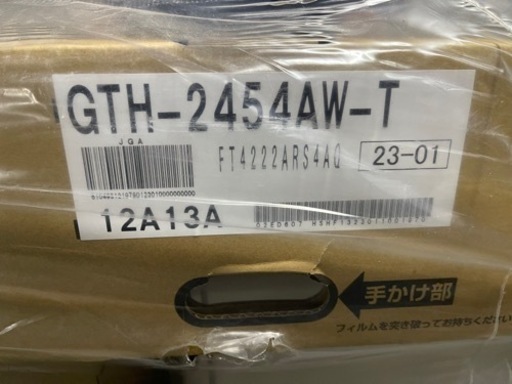 GTH-2454AW-T
JQA
FT4222ARS4AQ
23-01
12A13A
手かけ部
フィルムを突き破ってお持ちください